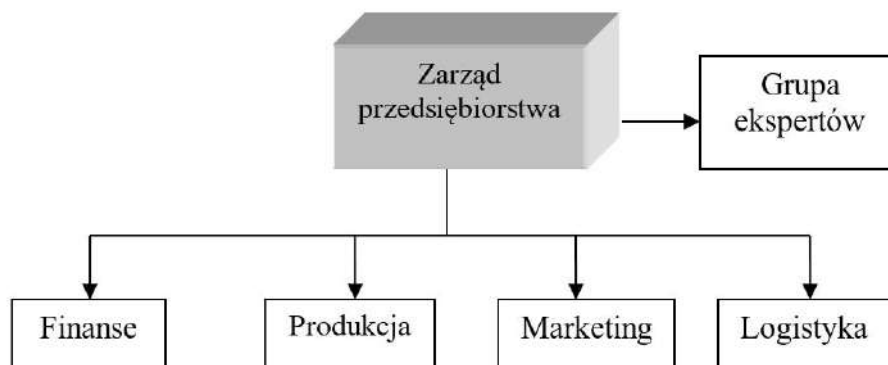 Zarząd
przedsiębiorstwa
Grupa
ekspertów
Finanse
Produkcja
Marketing
Logistyka